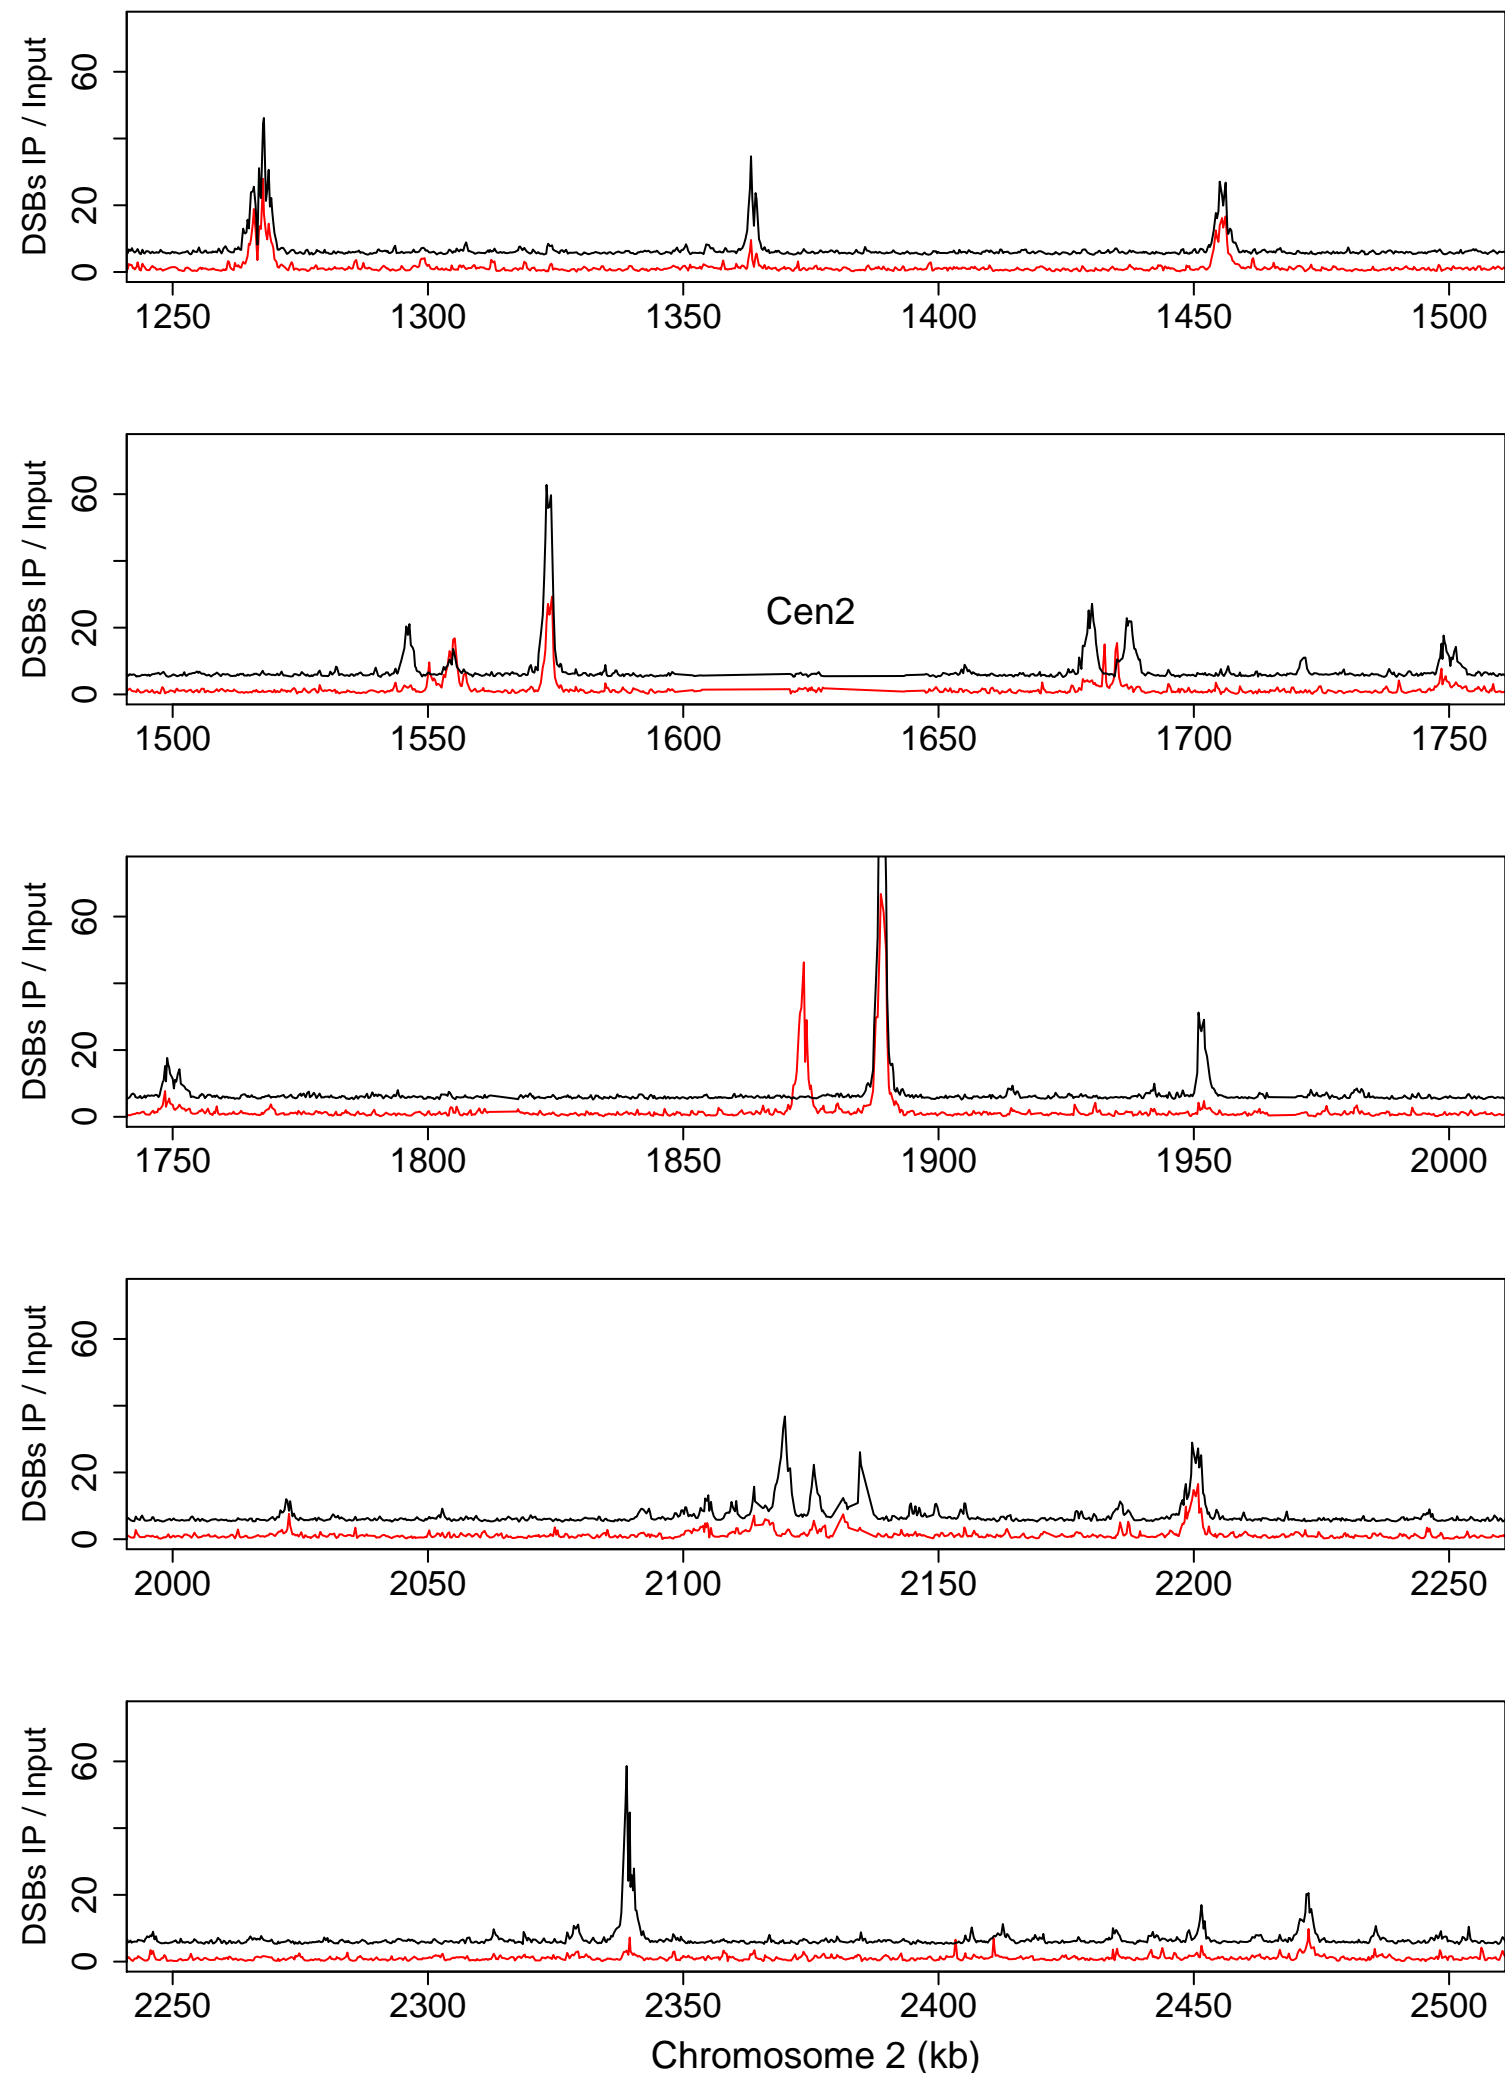 DSBs IP / Input
0 20 60
1250 1300 1350 1400 1450 1500
DSBs IP / Input
0 20 60
Cen2
1500 1550 1600 1650 1700 1750
DSBs IP / Input
0 20 60
1750 1800 1850 1900 1950 2000
DSBs IP / Input
0 20 60
2000 2050 2100 2150 2200 2250
DSBs IP / Input
0 20 60
2250 2300 2350 2400 2450 2500
Chromosome 2 (kb)